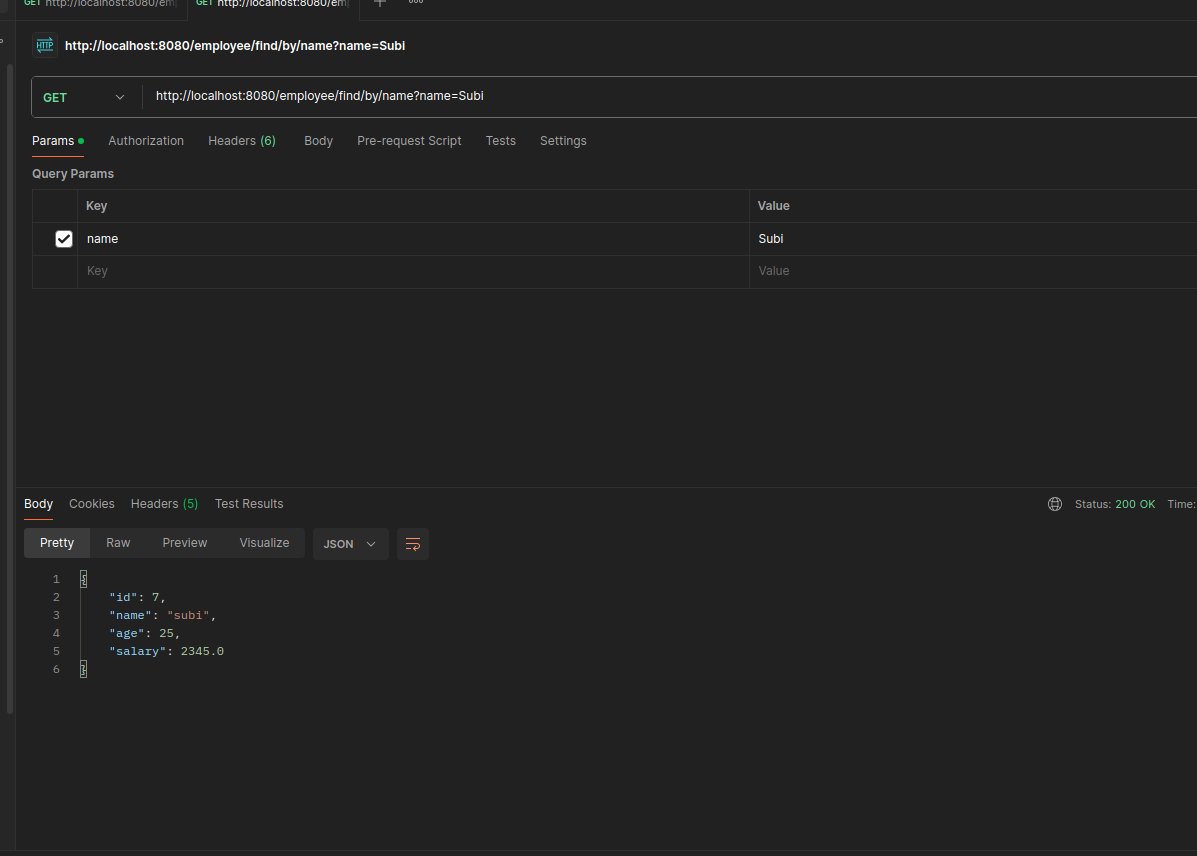 GET http://localhost:8080/em
GET http://localhost:8080/em
HTTP http://localhost:8080/employee/find/by/name?name=Subi
GET http://localhost:8080/employee/find/by/name?name=Subi
Params Authorization Headers (6) Body Pre-request Script Tests Settings
Query Params
Key Value
name Subi
Key Value
Body Cookies Headers (5) Test Results Status: 200 OK Time:
Pretty Raw Preview Visualize JSON
1 {
2 "id": 7,
3 "name": "subi",
4 "age": 25,
5 "salary": 2345.0
6 }